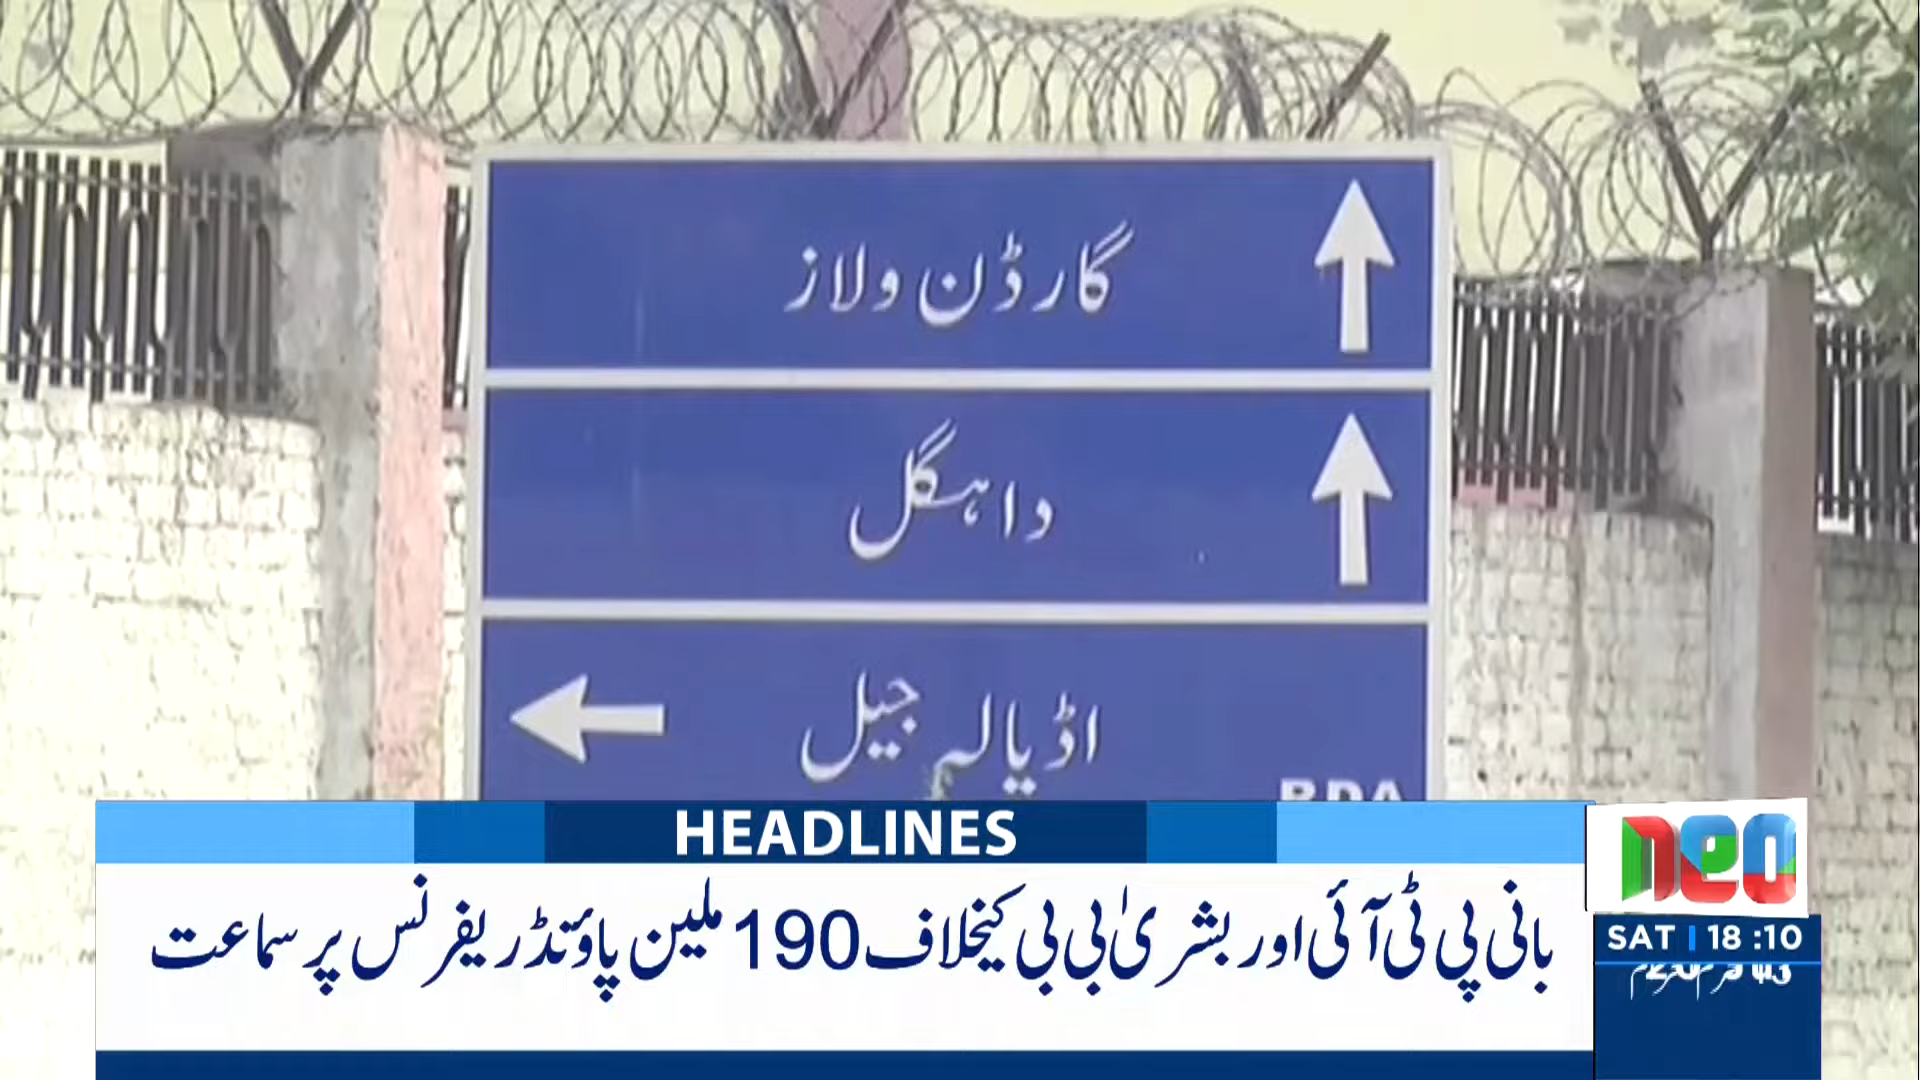 گارڈن ولاز
داہگل
اڈیالہ جیل
RDA
HEADLINES
بانی پی ٹی آئی اور بشریٰ بی بی کیخلاف 190 ملین پاؤنڈ ریفرنس پر سماعت
neo
SAT 18:10